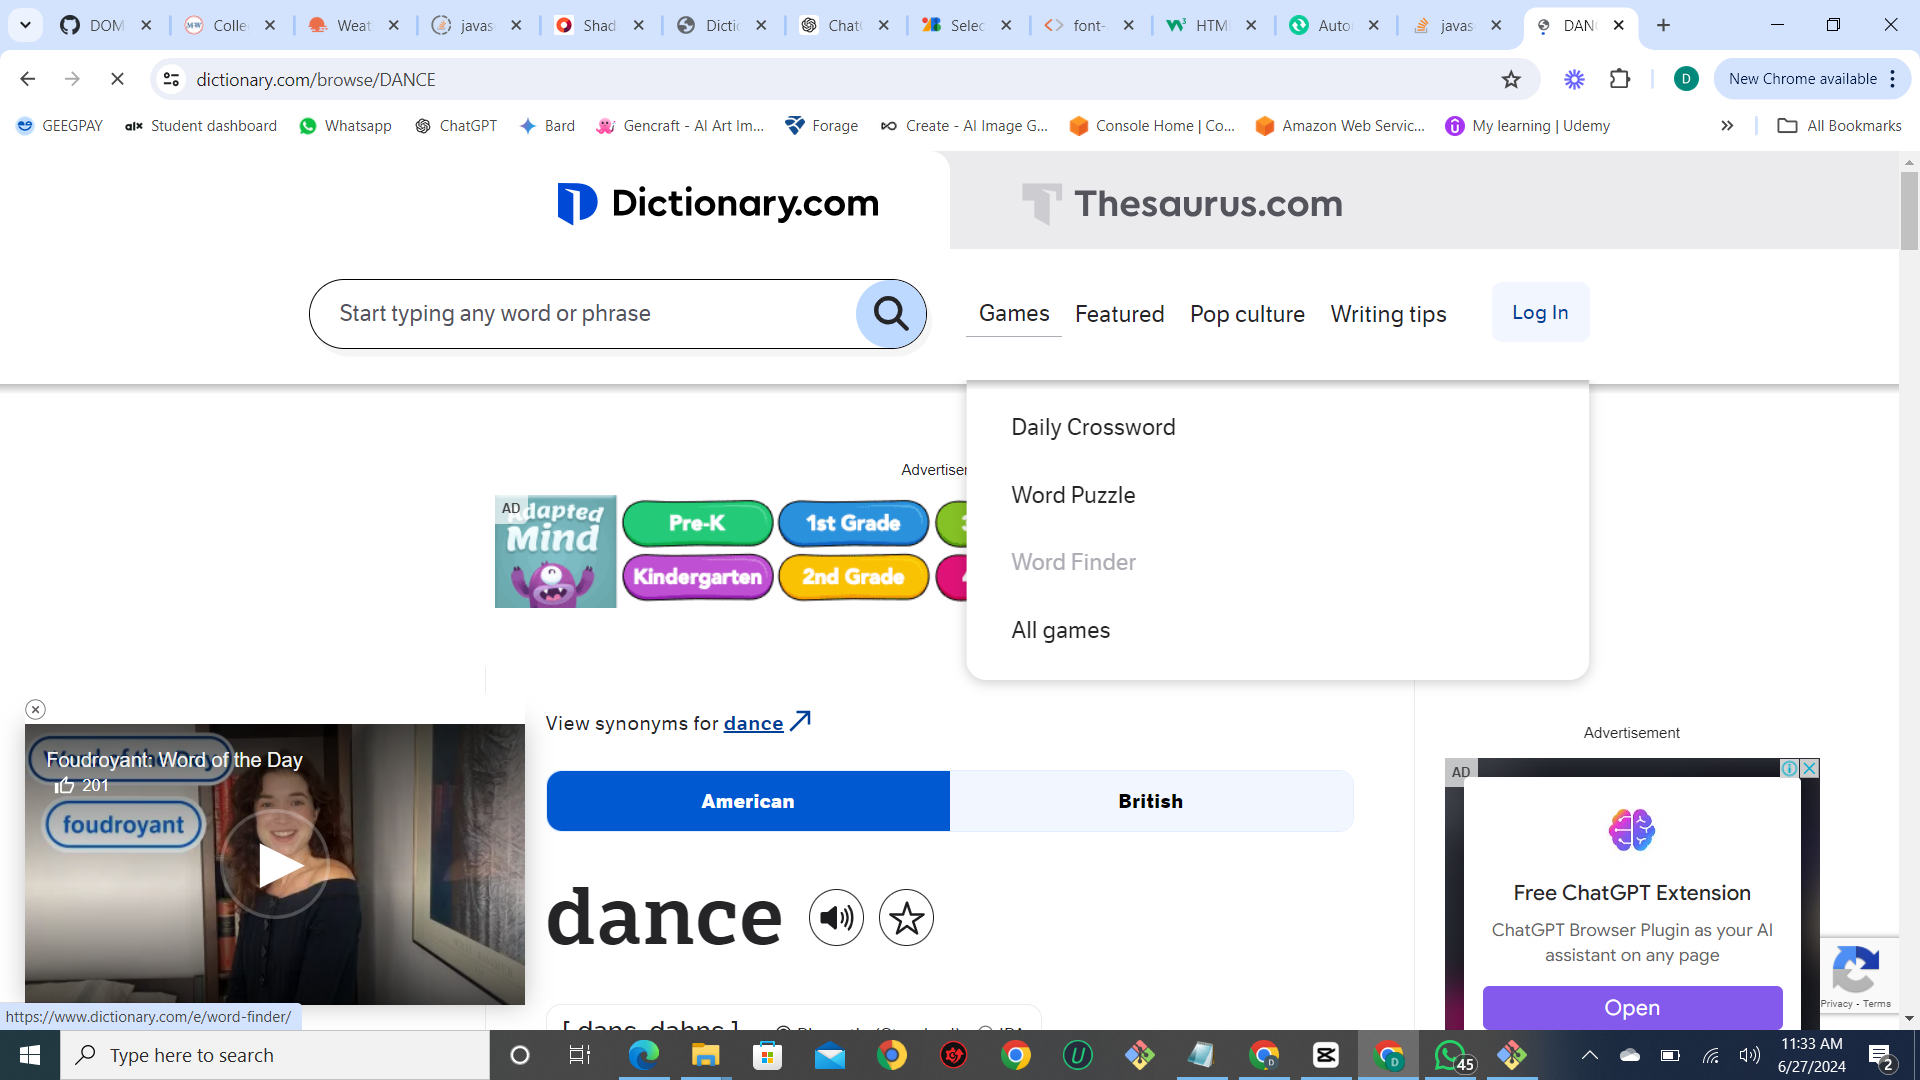 DOM
Colle
Weat
javas
Shad
Dictic
Chat
Selec
font-
HTM
Auto
javas
DAN
dictionary.com/browse/DANCE
D
New Chrome available
GEEGPAY
alx Student dashboard
Whatsapp
ChatGPT
Bard
Gencraft - AI Art Im...
Forage
Create - AI Image G...
Console Home | Co...
Amazon Web Servic...
My learning | Udemy
All Bookmarks
Dictionary.com
Thesaurus.com
Start typing any word or phrase
Games
Featured
Pop culture
Writing tips
Log In
Daily Crossword
Word Puzzle
Word Finder
All games
Advertiser
AD
Adapted
Mind
Pre-K
1st Grade
Kindergarten
2nd Grade
View synonyms for dance
Foudroyant: Word of the Day
201
foudroyant
American
British
dance
Advertisement
AD
Free ChatGPT Extension
ChatGPT Browser Plugin as your AI
assistant on any page
Open
Privacy - Terms
https://www.dictionary.com/e/word-finder/
Type here to search
45
11:33 AM
6/27/2024
2